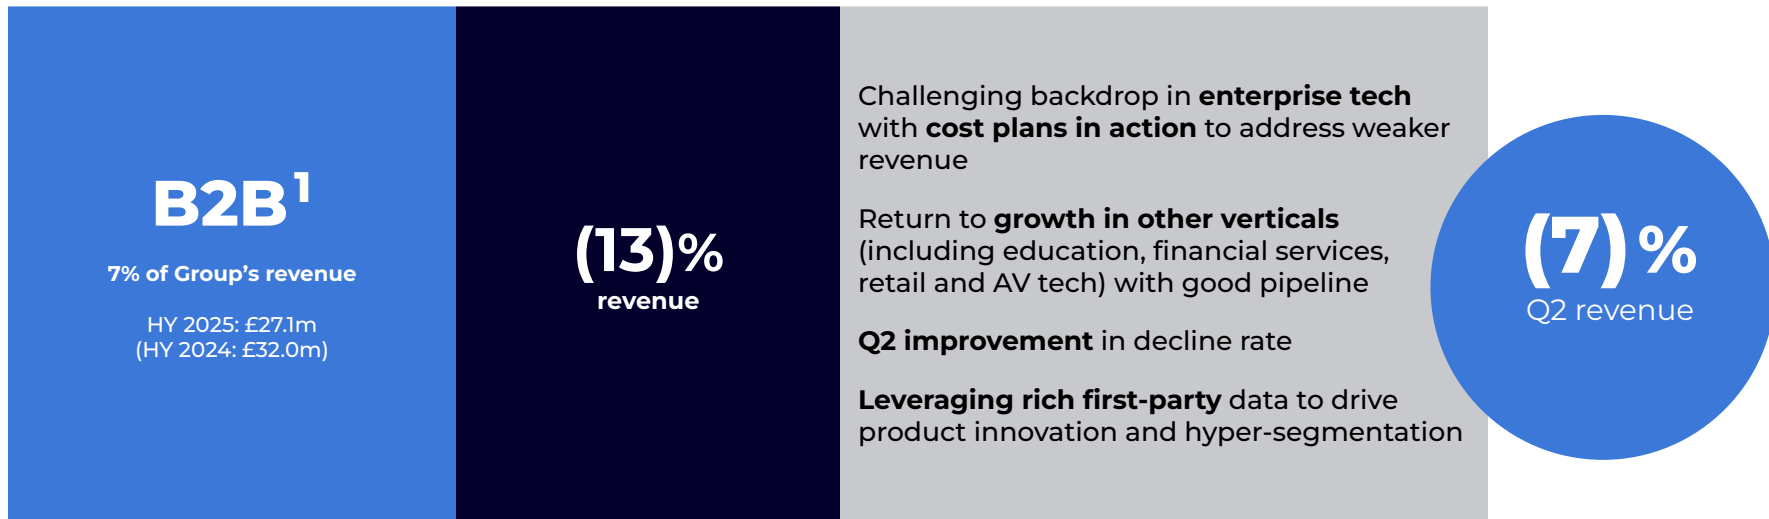 B2B¹
7% of Group's revenue
HY 2025: £27.1m
(HY 2024: £32.0m)
(13)%
revenue
Challenging backdrop in enterprise tech
with cost plans in action to address weaker
revenue
Return to growth in other verticals
(including education, financial services,
retail and AV tech) with good pipeline
Q2 improvement in decline rate
Leveraging rich first-party data to drive
product innovation and hyper-segmentation
(7)%
Q2 revenue